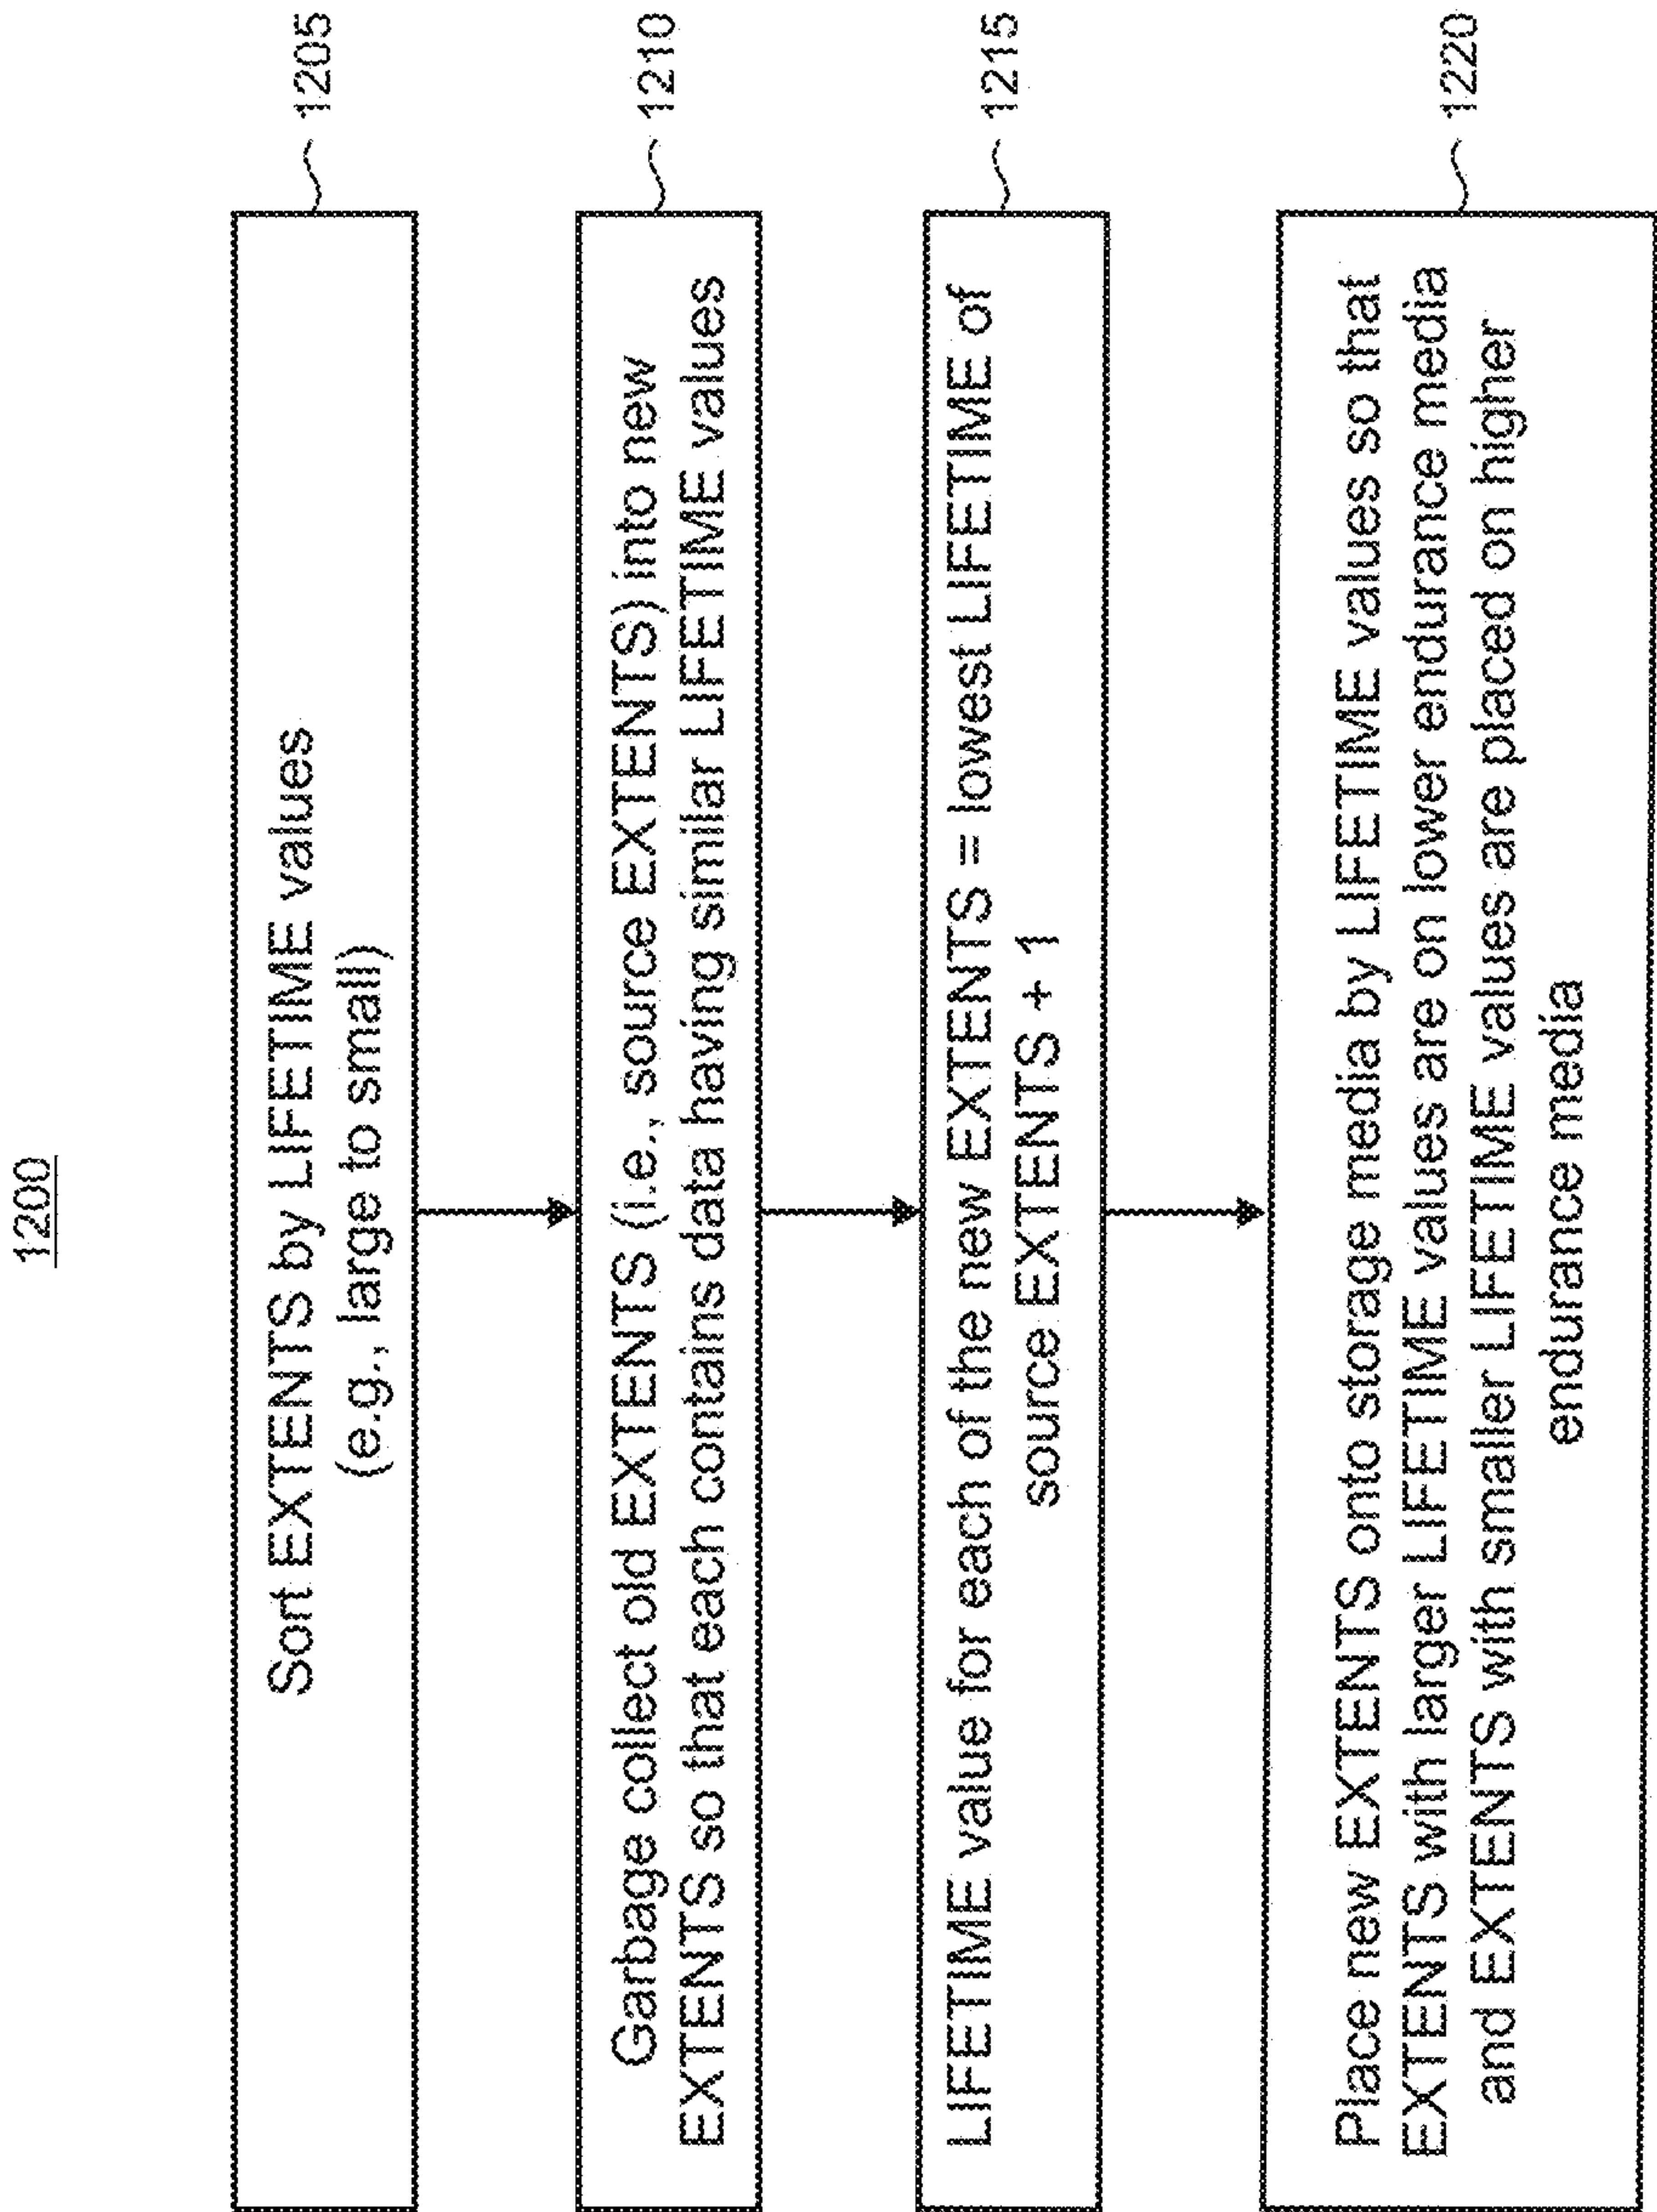 1200
Sort EXTENTS by LIFETIME values
(e.g., large to small)
1205
Garbage collect old EXTENTS (i.e., source EXTENTS) into new
EXTENTS so that each contains data having similar LIFETIME values
1210
LIFETIME value for each of the new EXTENTS = lowest LIFETIME of
source EXTENTS + 1
1215
Place new EXTENTS onto storage media by LIFETIME values so that
EXTENTS with larger LIFETIME values are on lower endurance media
and EXTENTS with smaller LIFETIME values are placed on higher
endurance media
1220